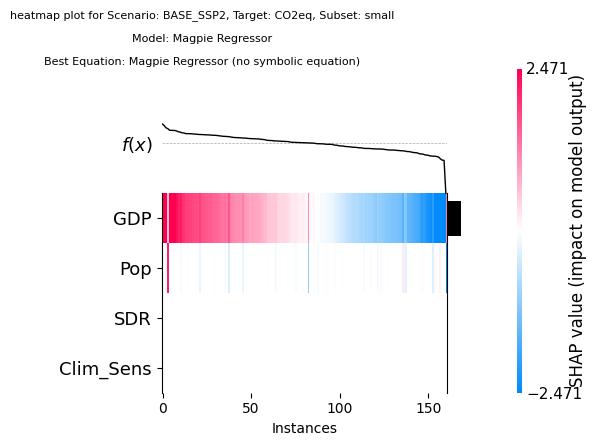 heatmap plot for Scenario: BASE_SSP2, Target: CO2eq, Subset: small
Model: Magpie Regressor
Best Equation: Magpie Regressor (no symbolic equation)
2.471
f(x)
GDP
Pop
SDR
Clim_Sens
0
50
100
150
Instances
−2.471
SHAP value (impact on model output)